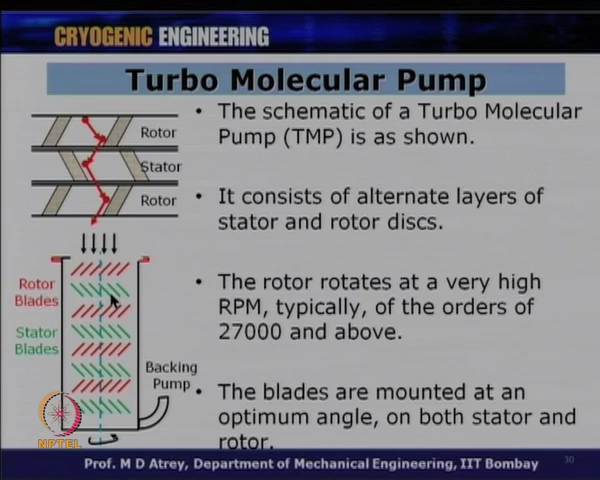 CRYOGENIC ENGINEERING
Turbo Molecular Pump
Rotor
Stator
Rotor
Rotor
Blades
Stator
Blades
Backing
Pump
• The schematic of a Turbo Molecular
Pump (TMP) is as shown.
• It consists of alternate layers of
stator and rotor discs.
• The rotor rotates at a very high
RPM, typically, of the orders of
27000 and above.
• The blades are mounted at an
optimum angle, on both stator and
rotor.
NPTEL
Prof. M D Atrey, Department of Mechanical Engineering, IIT Bombay
30